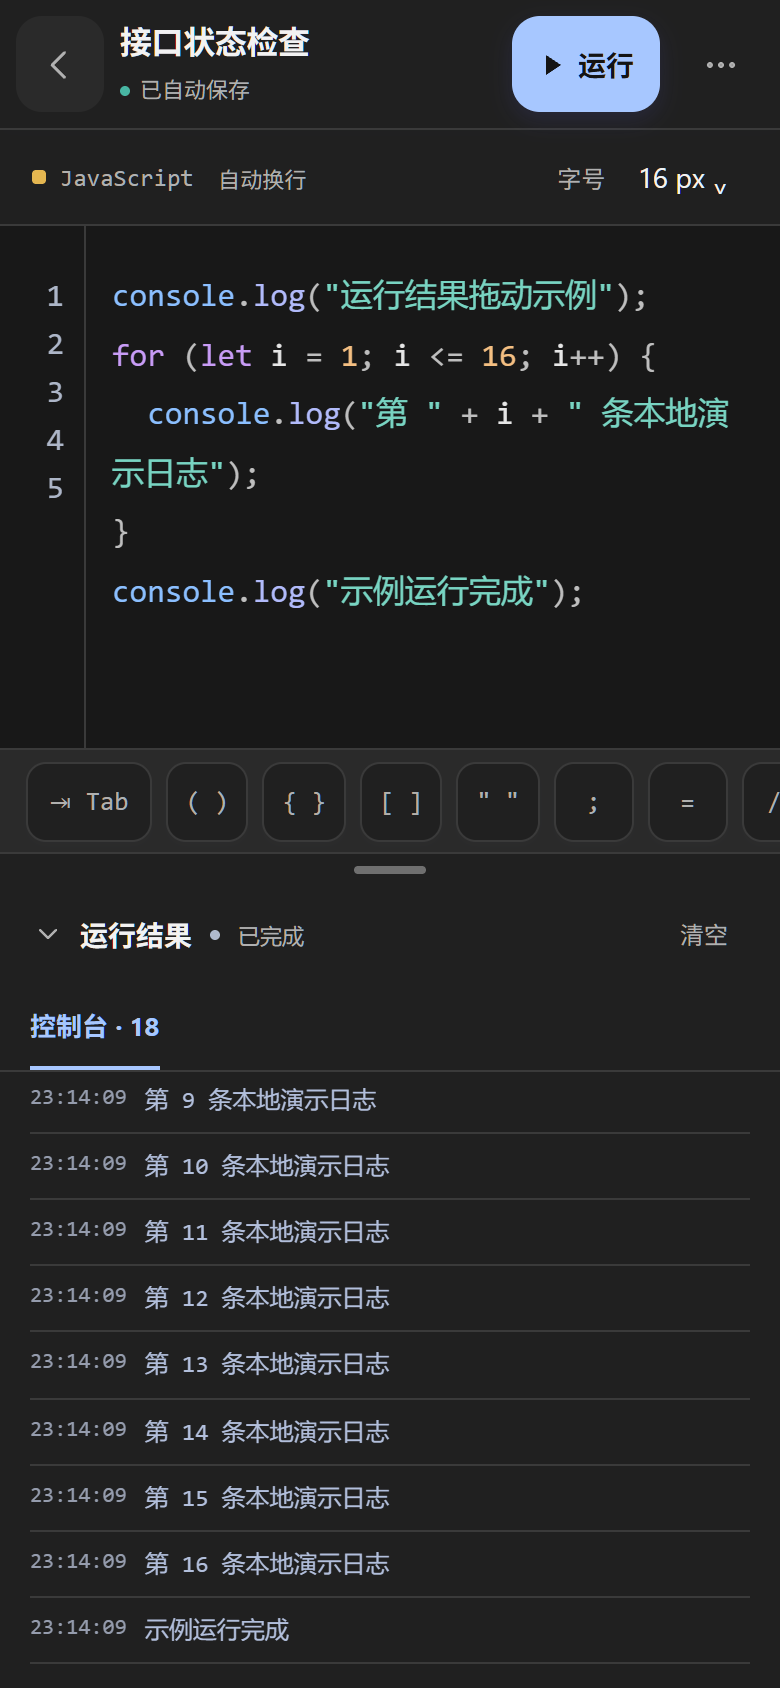 接口状态检查
已自动保存
运行
JavaScript 自动换行 字号 16 px
1 console.log("运行结果拖动示例");
2 for (let i = 1; i <= 16; i++) {
3 console.log("第 " + i + " 条本地演
4 示日志");
5 }
console.log("示例运行完成");
⇥ Tab ( ) { } [ ] " " ; = /
运行结果 • 已完成 清空
控制台 · 18
23:14:09 第 9 条本地演示日志
23:14:09 第 10 条本地演示日志
23:14:09 第 11 条本地演示日志
23:14:09 第 12 条本地演示日志
23:14:09 第 13 条本地演示日志
23:14:09 第 14 条本地演示日志
23:14:09 第 15 条本地演示日志
23:14:09 第 16 条本地演示日志
23:14:09 示例运行完成